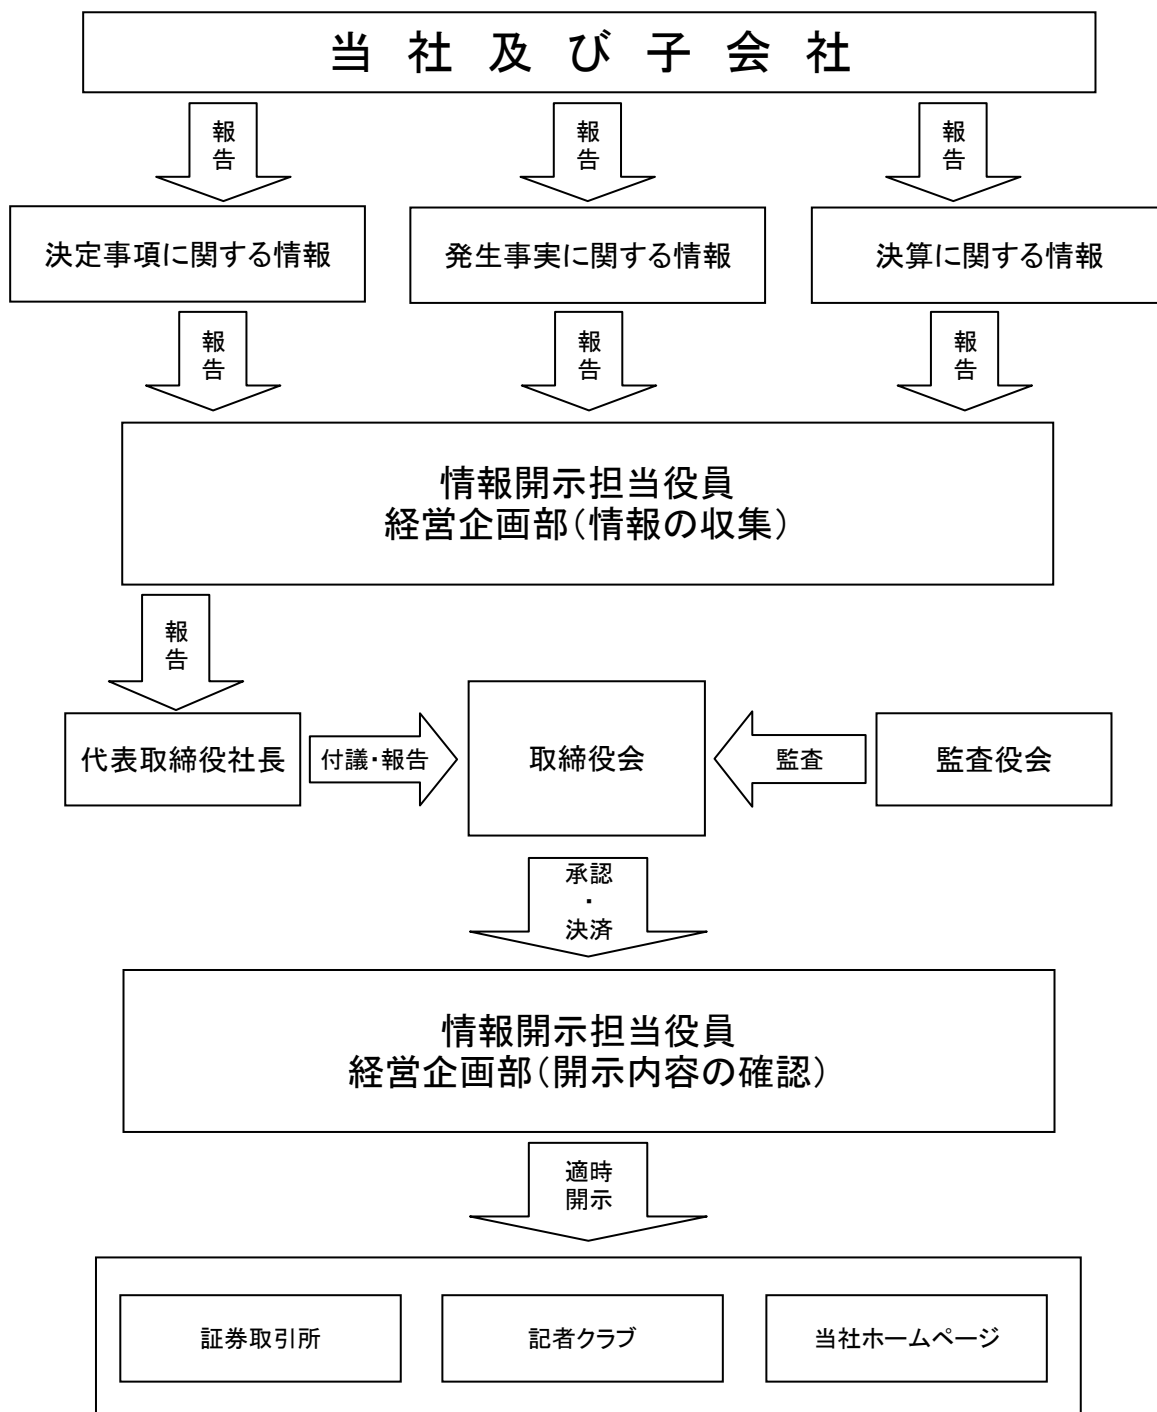 当社及び子会社
報
告
報
告
報
告
決定事項に関する情報
発生事実に関する情報
決算に関する情報
報
告
報
告
報
告
情報開示担当役員
経営企画部（情報の収集）
報
告
代表取締役社長
付議・報告
取締役会
監査
監査役会
承認
・
決済
情報開示担当役員
経営企画部（開示内容の確認）
適時
開示
証券取引所
記者クラブ
当社ホームページ